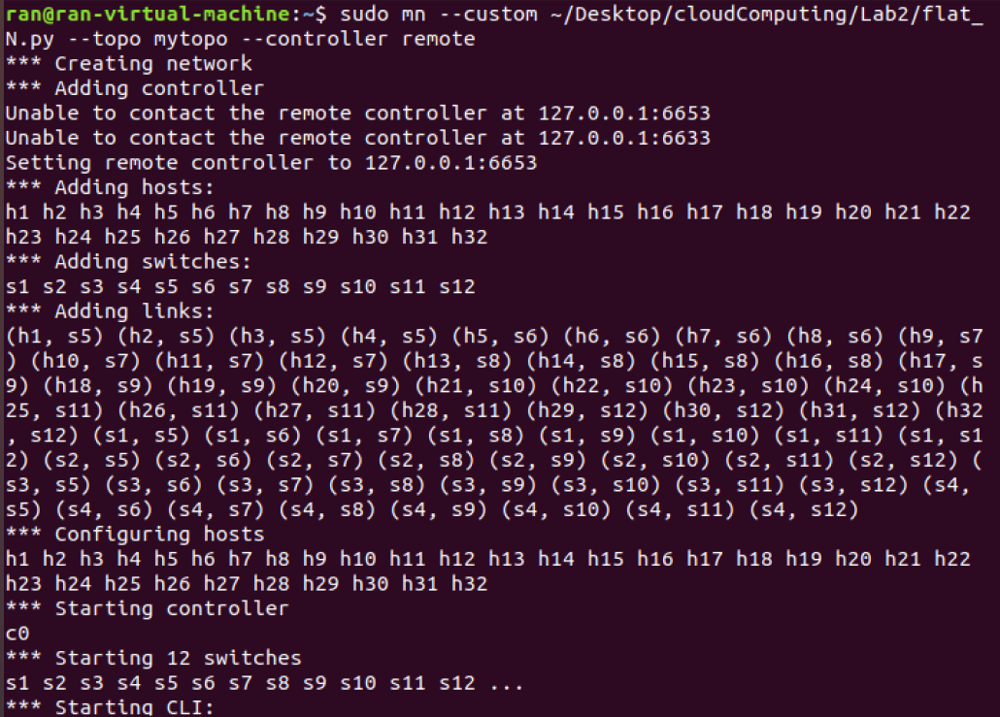 ran@ran-virtual-machine:~$ sudo mn --custom ~/Desktop/cloudComputing/Lab2/flat_
N.py --topo mytopo --controller remote
*** Creating network
*** Adding controller
Unable to contact the remote controller at 127.0.0.1:6653
Unable to contact the remote controller at 127.0.0.1:6633
Setting remote controller to 127.0.0.1:6653
*** Adding hosts:
h1 h2 h3 h4 h5 h6 h7 h8 h9 h10 h11 h12 h13 h14 h15 h16 h17 h18 h19 h20 h21 h22
h23 h24 h25 h26 h27 h28 h29 h30 h31 h32
*** Adding switches:
s1 s2 s3 s4 s5 s6 s7 s8 s9 s10 s11 s12
*** Adding links:
(h1, s5) (h2, s5) (h3, s5) (h4, s5) (h5, s6) (h6, s6) (h7, s6) (h8, s6) (h9, s7
) (h10, s7) (h11, s7) (h12, s7) (h13, s8) (h14, s8) (h15, s8) (h16, s8) (h17, s
9) (h18, s9) (h19, s9) (h20, s9) (h21, s10) (h22, s10) (h23, s10) (h24, s10) (h
25, s11) (h26, s11) (h27, s11) (h28, s11) (h29, s12) (h30, s12) (h31, s12) (h32
, s12) (s1, s5) (s1, s6) (s1, s7) (s1, s8) (s1, s9) (s1, s10) (s1, s11) (s1, s1
2) (s2, s5) (s2, s6) (s2, s7) (s2, s8) (s2, s9) (s2, s10) (s2, s11) (s2, s12) (
s3, s5) (s3, s6) (s3, s7) (s3, s8) (s3, s9) (s3, s10) (s3, s11) (s3, s12) (s4,
s5) (s4, s6) (s4, s7) (s4, s8) (s4, s9) (s4, s10) (s4, s11) (s4, s12)
*** Configuring hosts
h1 h2 h3 h4 h5 h6 h7 h8 h9 h10 h11 h12 h13 h14 h15 h16 h17 h18 h19 h20 h21 h22
h23 h24 h25 h26 h27 h28 h29 h30 h31 h32
*** Starting controller
c0
*** Starting 12 switches
s1 s2 s3 s4 s5 s6 s7 s8 s9 s10 s11 s12 ...
*** Starting CLI: